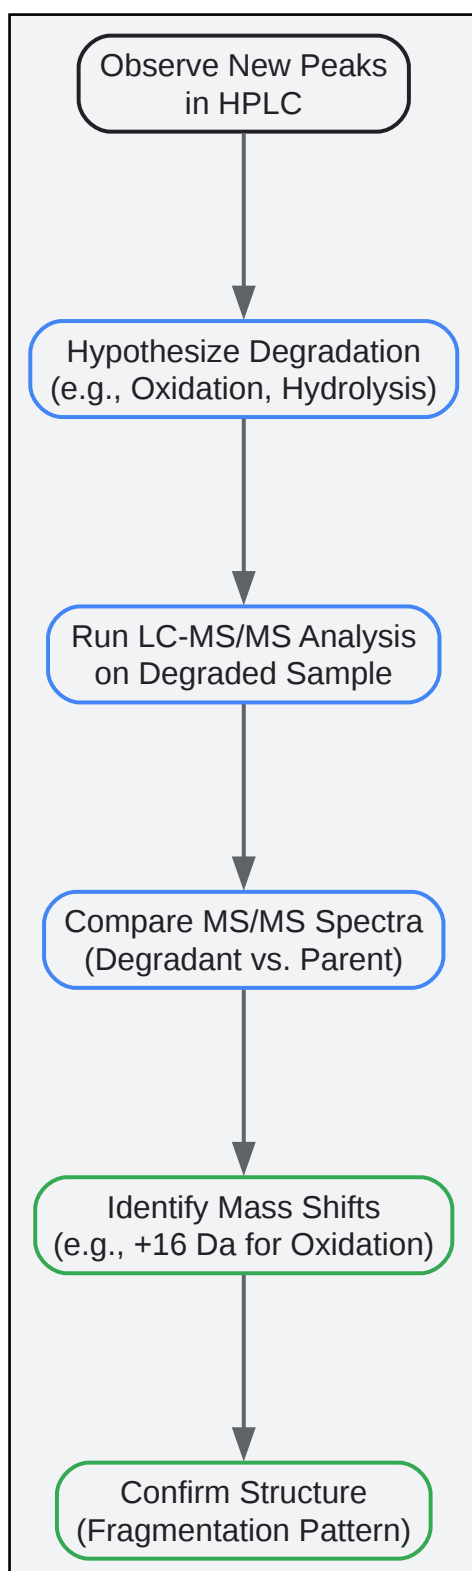 Observe New Peaks
in HPLC
Hypothesize Degradation
(e.g., Oxidation, Hydrolysis)
Run LC-MS/MS Analysis
on Degraded Sample
Compare MS/MS Spectra
(Degradant vs. Parent)
Identify Mass Shifts
(e.g., +16 Da for Oxidation)
Confirm Structure
(Fragmentation Pattern)